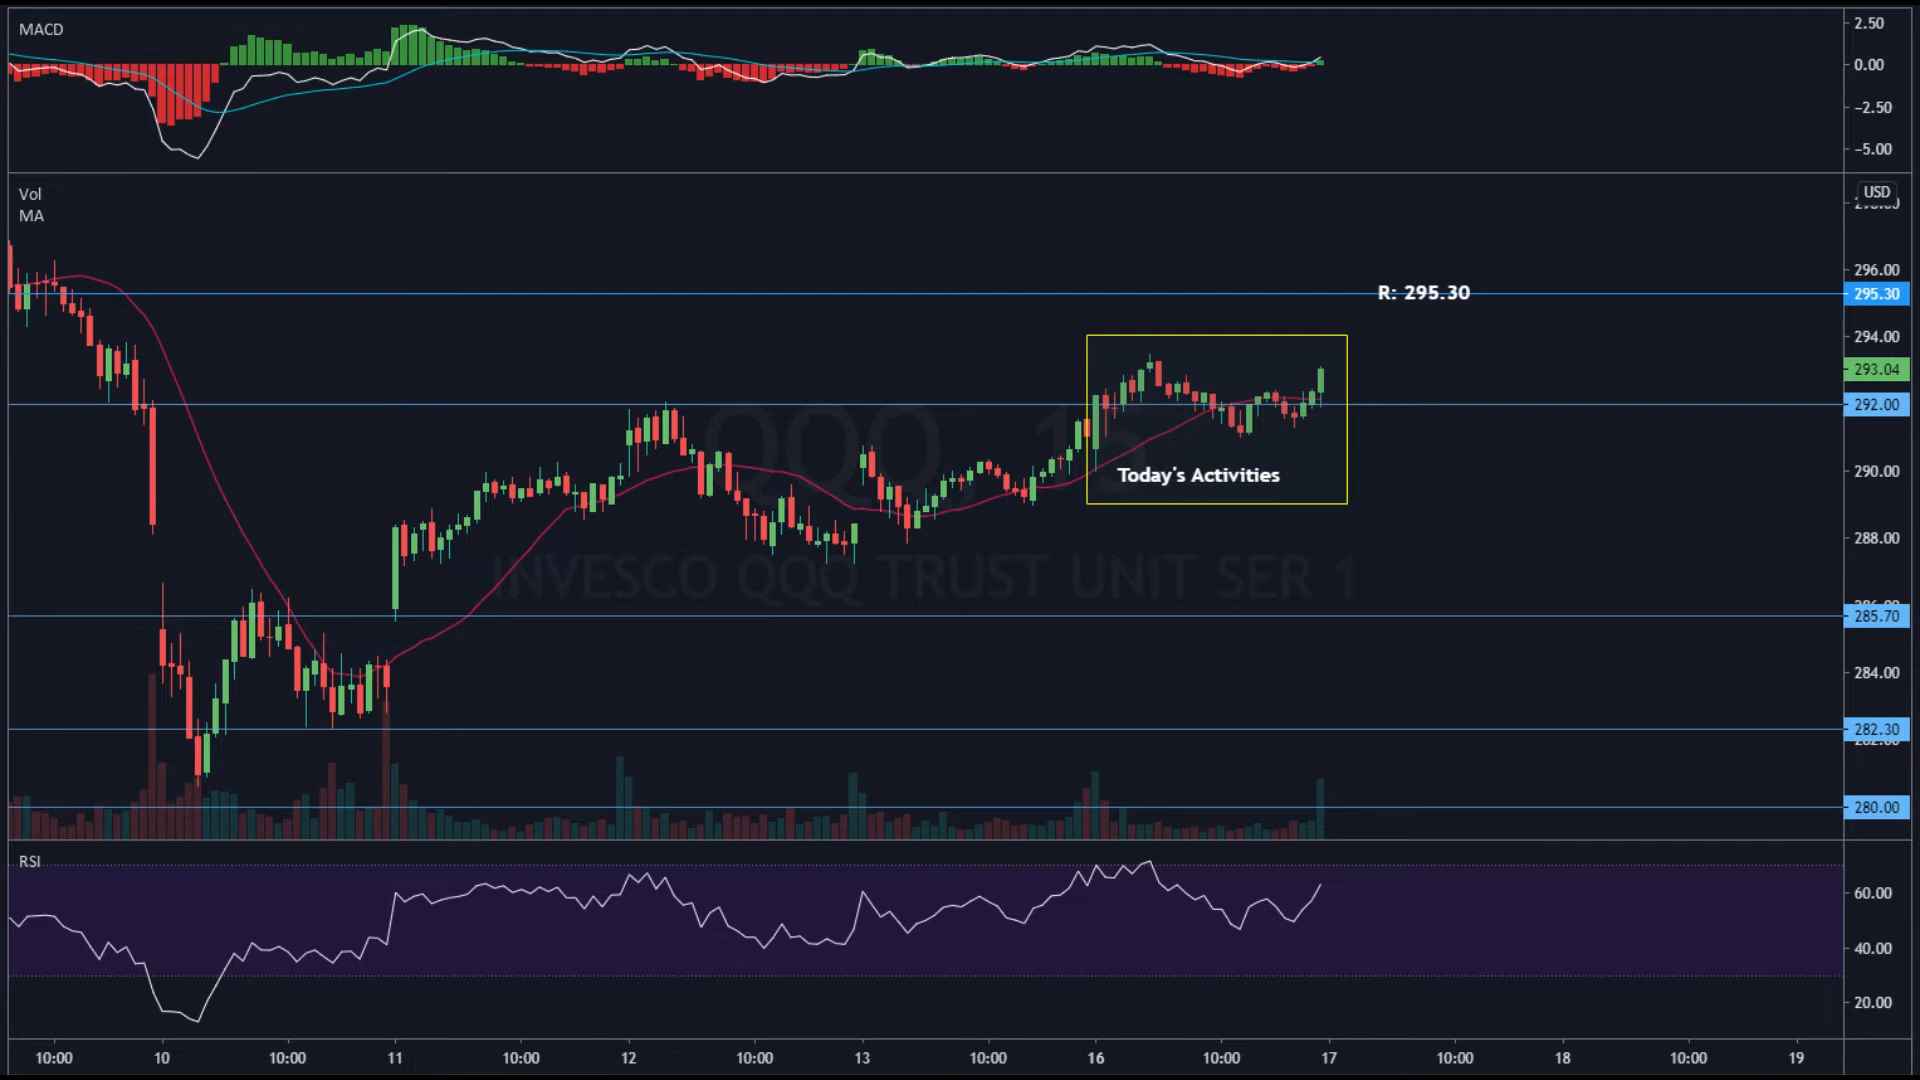 MACD
2.50
0.00
−2.50
−5.00
Vol
MA
USD
296.00
R: 295.30
295.30
294.00
293.04
292.00
QQQ, 15
290.00
Today's Activities
288.00
INVESCO QQQ TRUST UNIT SER 1
285.70
284.00
282.30
280.00
RSI
60.00
40.00
20.00
10:00 10 10:00 11 10:00 12 10:00 13 10:00 16 10:00 17 10:00 18 10:00 19